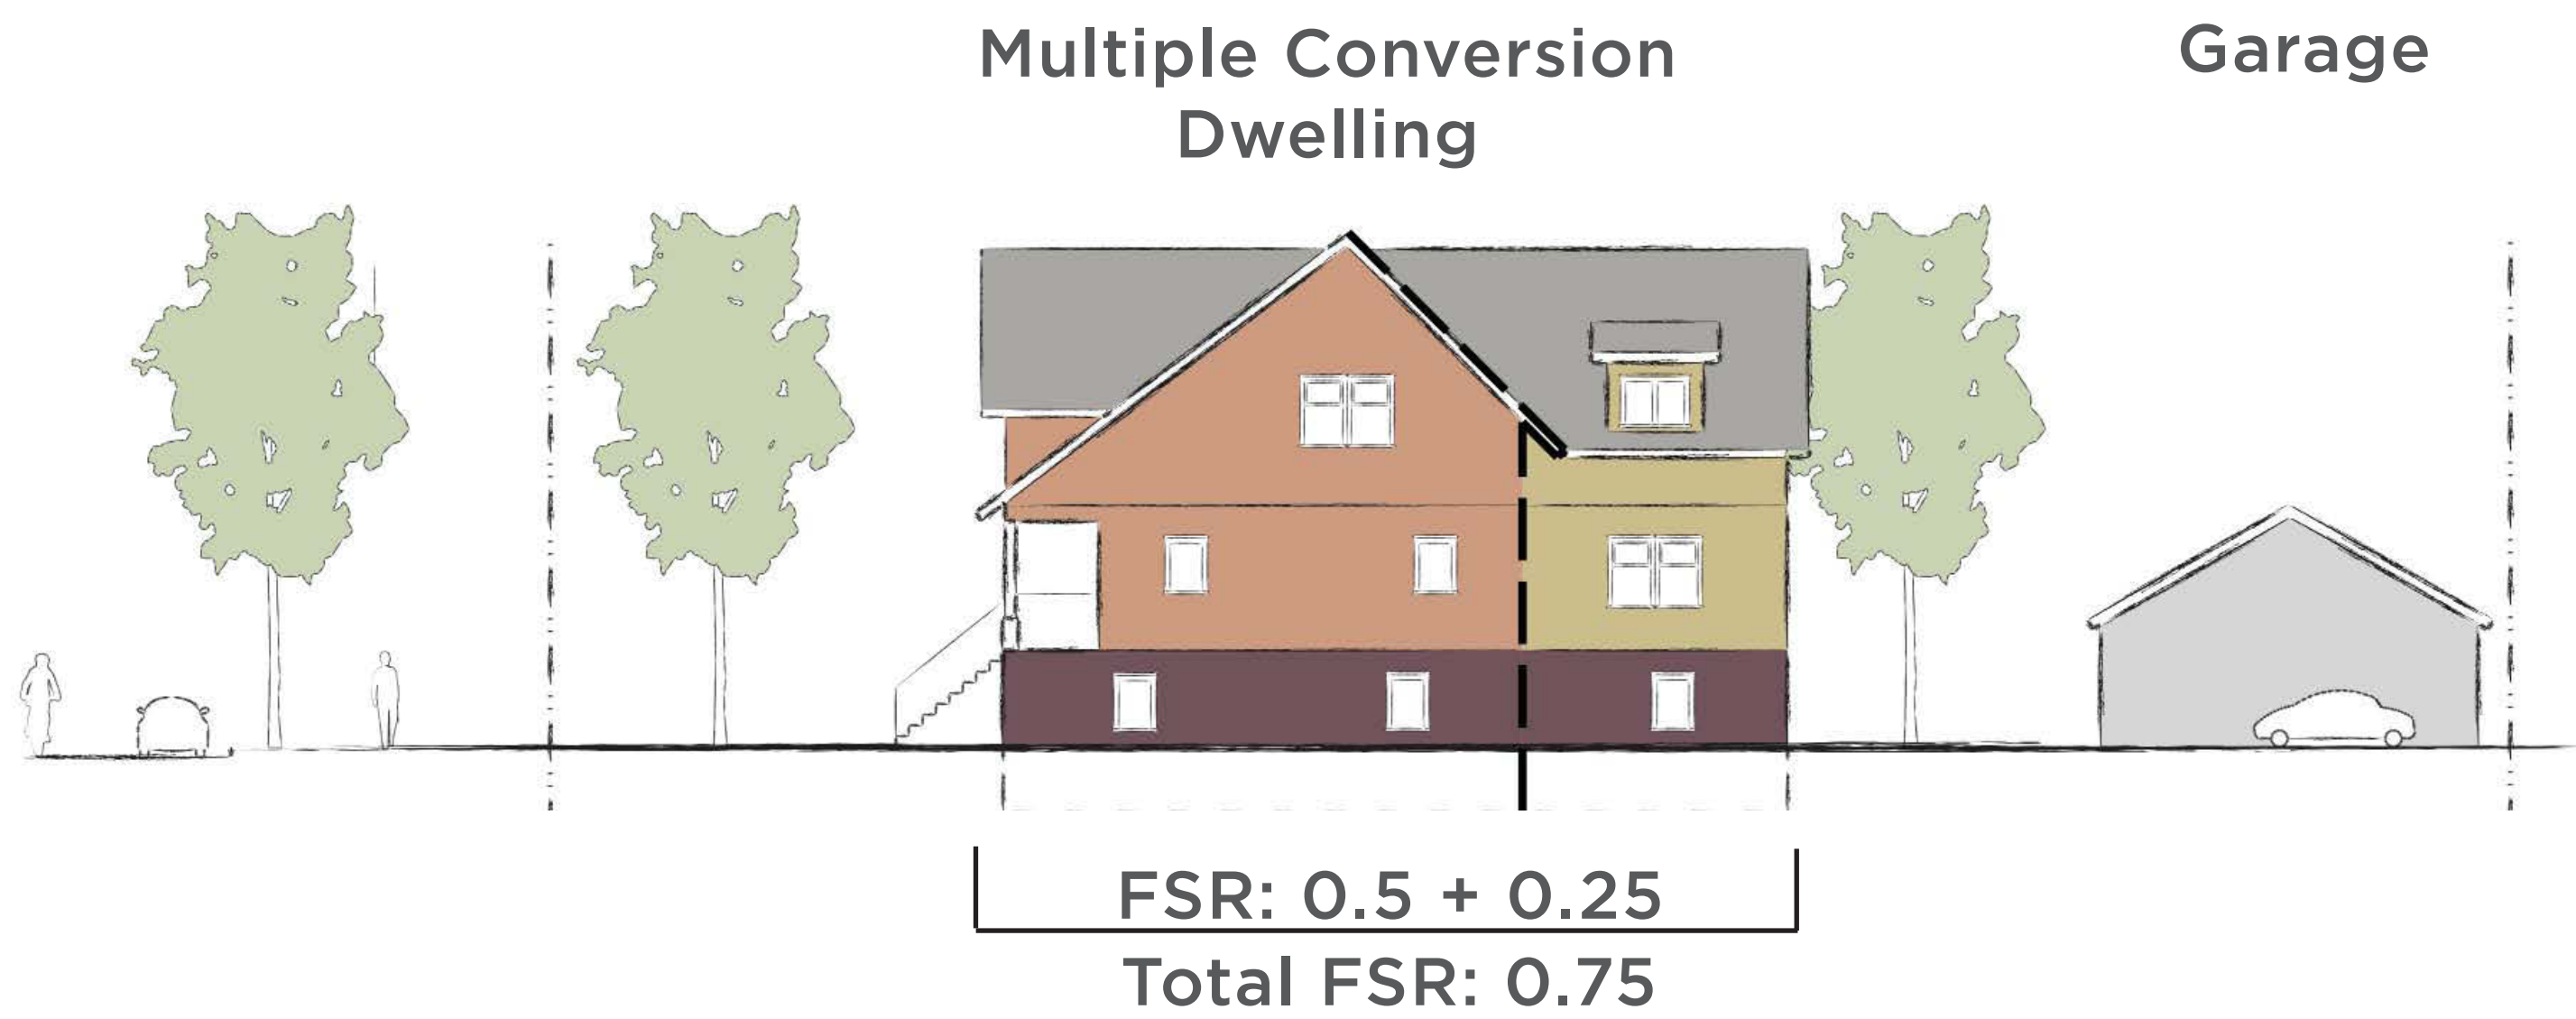 Multiple Conversion
Dwelling
Garage
FSR: 0.5 + 0.25
Total FSR: 0.75